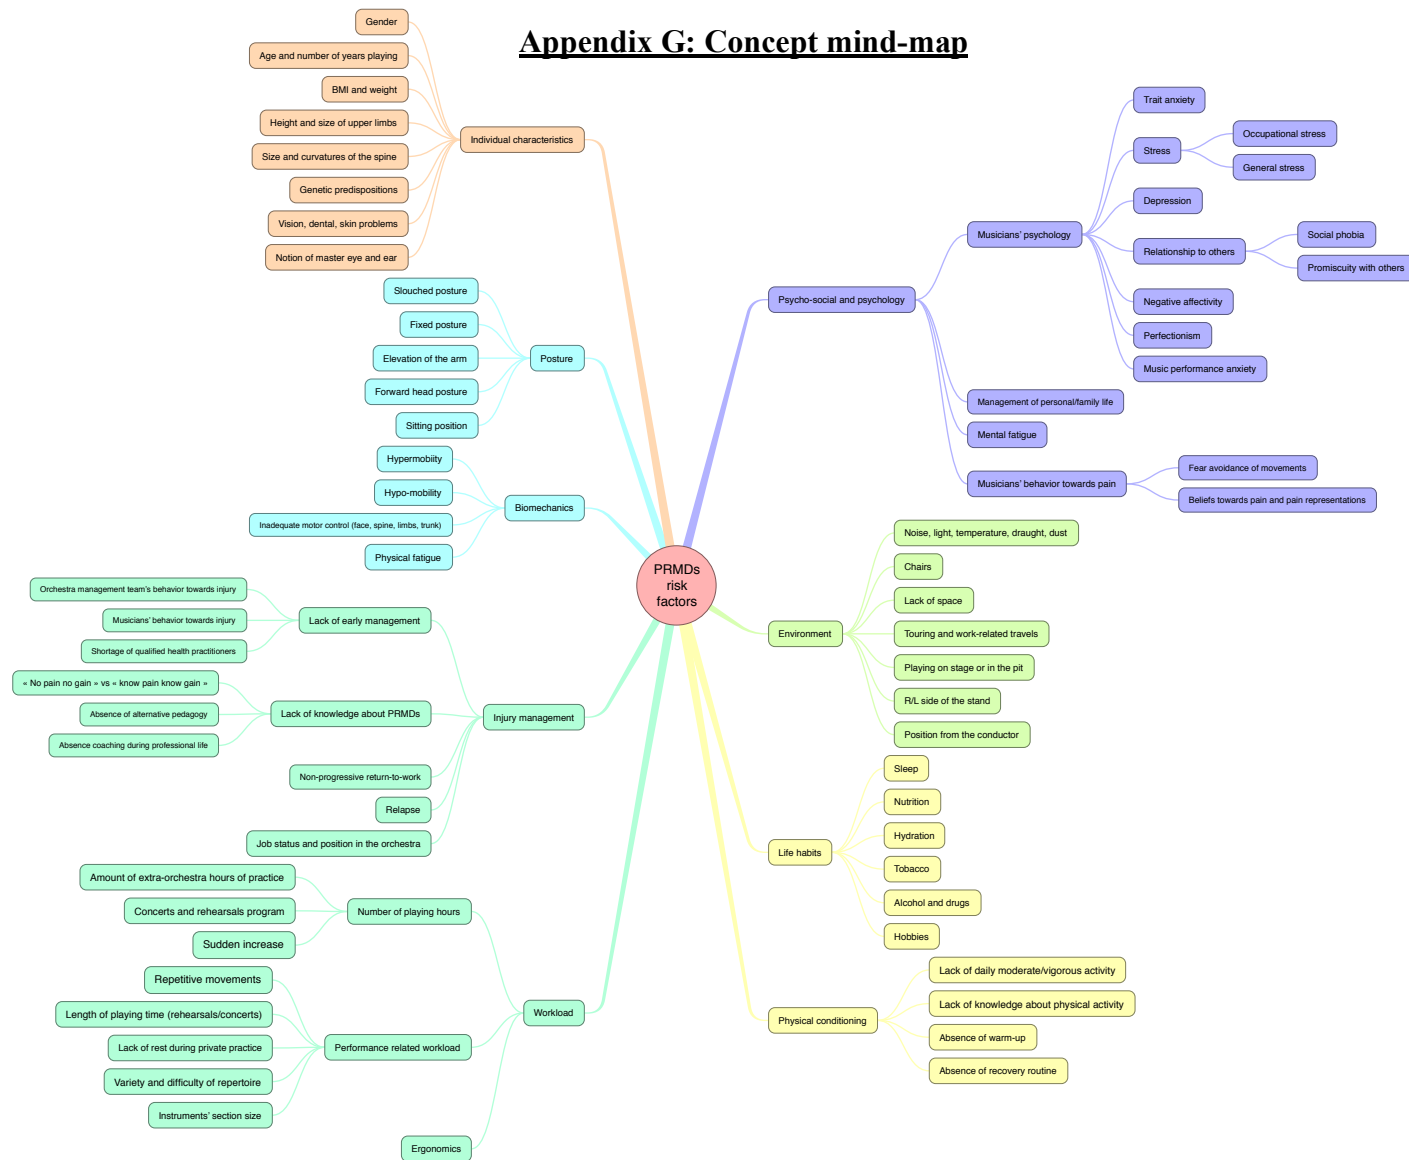 Appendix G: Concept mind-map
Gender
Age and number of years playing
BMI and weight
Height and size of upper limbs
Size and curvatures of the spine
Genetic predispositions
Vision, dental, skin problems
Notion of master eye and ear
Individual characteristics
Slouched posture
Fixed posture
Elevation of the arm
Forward head posture
Sitting position
Posture
Hypermobiity
Hypo-mobility
Inadequate motor control (face, spine, limbs, trunk)
Physical fatigue
Biomechanics
Orchestra management team's behavior towards injury
Musicians' behavior towards injury
Shortage of qualified health practitioners
Lack of early management
« No pain no gain » vs « know pain know gain »
Absence of alternative pedagogy
Absence coaching during professional life
Lack of knowledge about PRMDs
Non-progressive return-to-work
Relapse
Job status and position in the orchestra
Injury management
Amount of extra-orchestra hours of practice
Concerts and rehearsals program
Sudden increase
Number of playing hours
Repetitive movements
Length of playing time (rehearsals/concerts)
Lack of rest during private practice
Variety and difficulty of repertoire
Instruments' section size
Performance related workload
Ergonomics
Workload
PRMDs
risk
factors
Psycho-social and psychology
Musicians' psychology
Trait anxiety
Stress
Occupational stress
General stress
Depression
Relationship to others
Social phobia
Promiscuity with others
Negative affectivity
Perfectionism
Music performance anxiety
Management of personal/family life
Mental fatigue
Musicians' behavior towards pain
Fear avoidance of movements
Beliefs towards pain and pain representations
Environment
Noise, light, temperature, draught, dust
Chairs
Lack of space
Touring and work-related travels
Playing on stage or in the pit
R/L side of the stand
Position from the conductor
Life habits
Sleep
Nutrition
Hydration
Tobacco
Alcohol and drugs
Hobbies
Physical conditioning
Lack of daily moderate/vigorous activity
Lack of knowledge about physical activity
Absence of warm-up
Absence of recovery routine